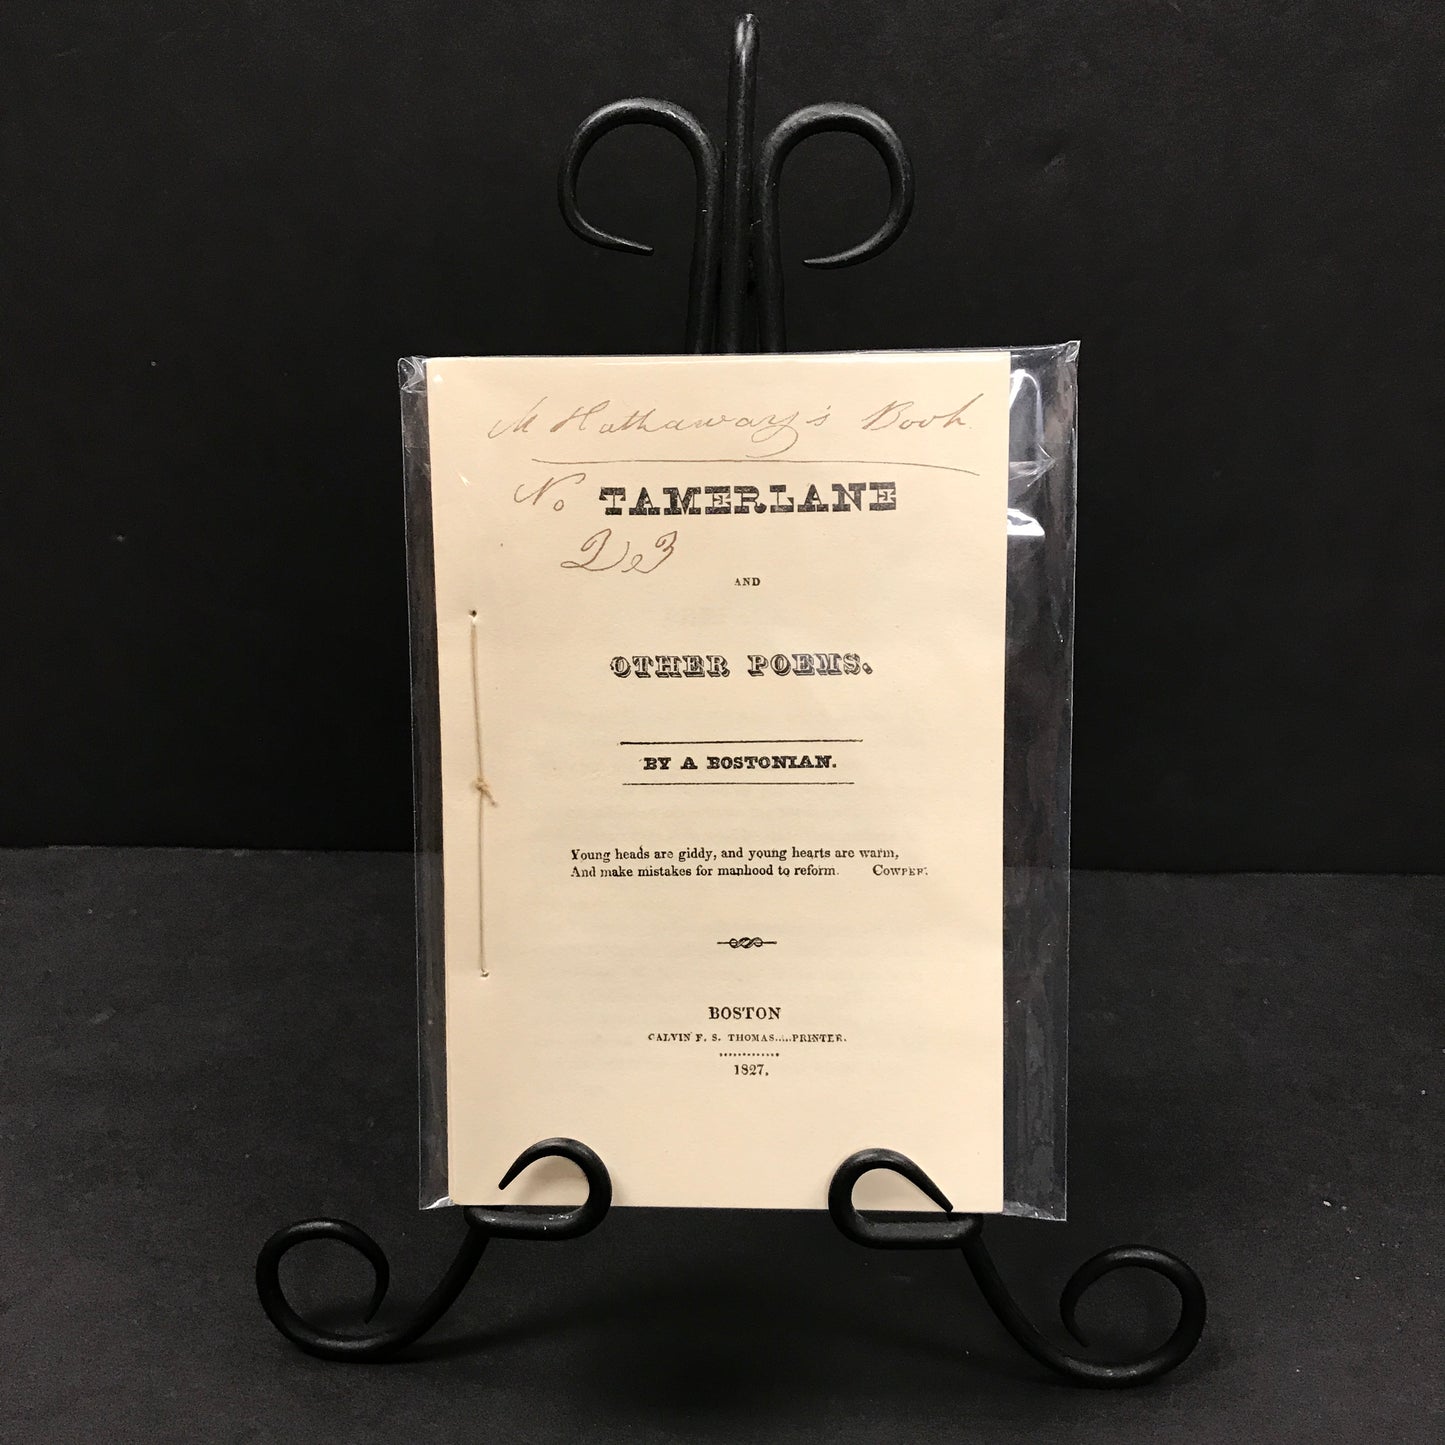 M Hathaway's Book
No
TAMERLANE
AND
OTHER POEMS.
BY A BOSTONIAN.
Young heads are giddy, and young hearts are warm,
And make mistakes for manhood to reform. COWPER.
BOSTON
CALVIN F. S. THOMAS.....PRINTER.
1827.